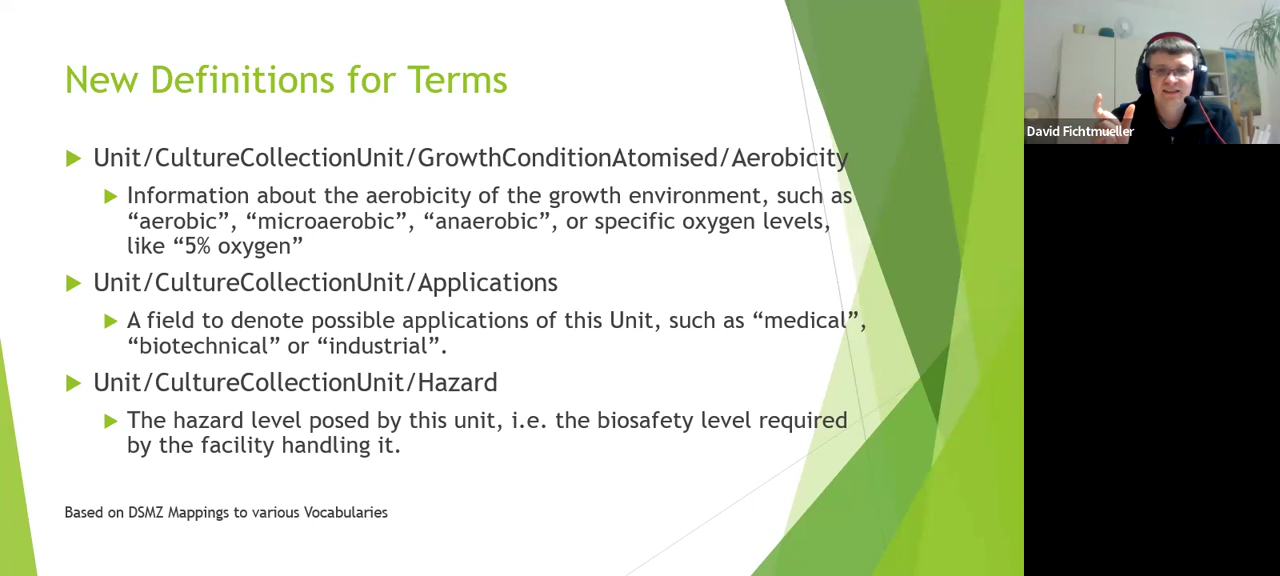 New Definitions for Terms
Unit/CultureCollectionUnit/GrowthConditionAtomised/Aerobicity
Information about the aerobicity of the growth environment, such as
“aerobic”, “microaerobic”, “anaerobic”, or specific oxygen levels,
like “5% oxygen”
Unit/CultureCollectionUnit/Applications
A field to denote possible applications of this Unit, such as “medical”,
“biotechnical” or “industrial”.
Unit/CultureCollectionUnit/Hazard
The hazard level posed by this unit, i.e. the biosafety level required
by the facility handling it.
Based on DSMZ Mappings to various Vocabularies
David Fichtmueller